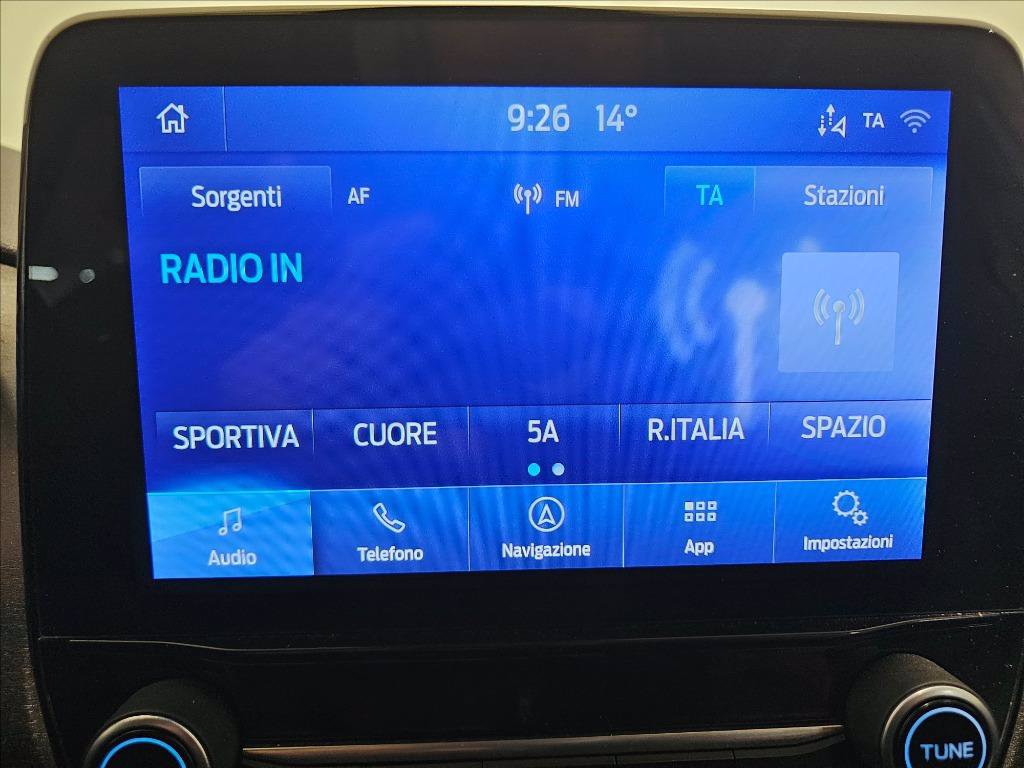 9:26 14° TA
Sorgenti AF FM TA Stazioni
RADIO IN
SPORTIVA CUORE 5A R.ITALIA SPAZIO
Audio Telefono Navigazione App Impostazioni
TUNE